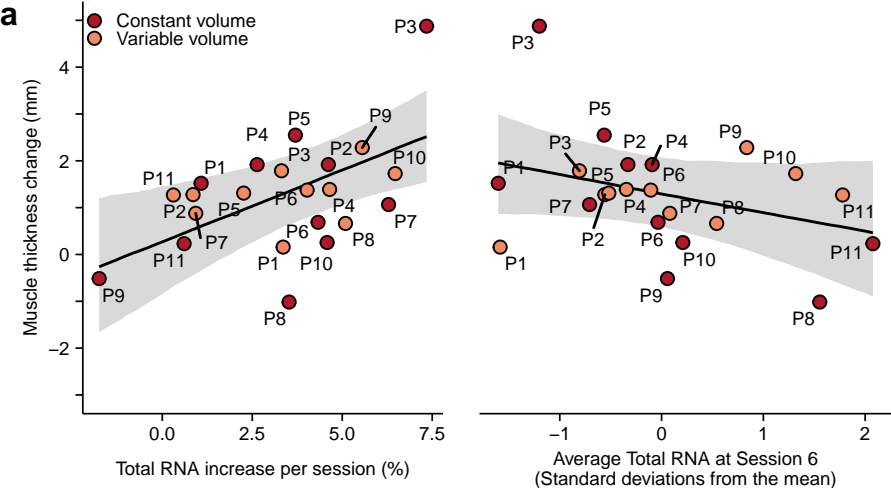 a
Constant volume
Variable volume
Muscle thickness change (mm)
4
2
0
−2
P3
P5
P4
P9
P3
P2
P10
P11
P1
P2
P7
P5
P6
P4
P7
P6
P8
P11
P1
P10
P9
P8
0.0
2.5
5.0
7.5
Total RNA increase per session (%)
P3
P5
P3
P2
P4
P9
P10
P1
P5
P6
P7
P4
P7
P8
P11
P2
P6
P1
P10
P11
P9
P8
−1
0
1
2
Average Total RNA at Session 6
(Standard deviations from the mean)